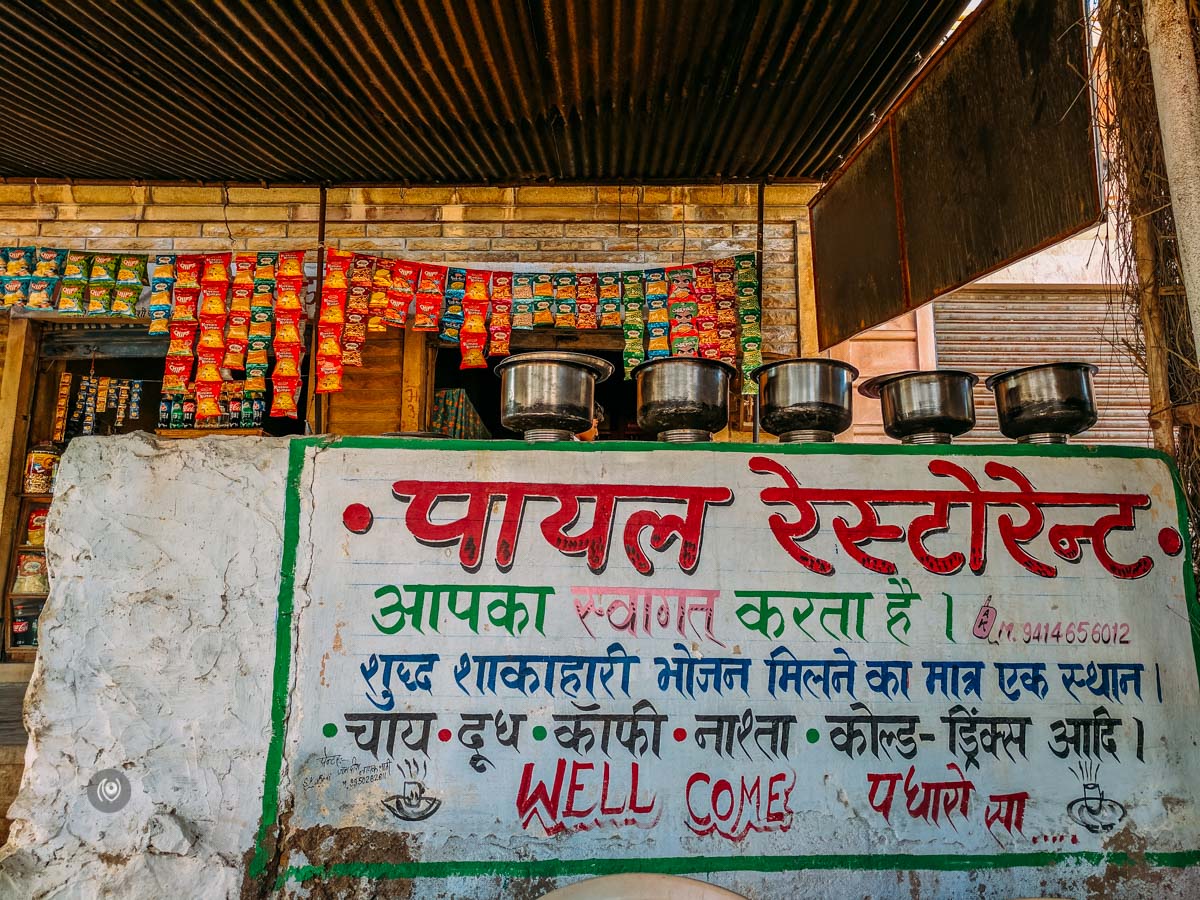 • पायल रेस्टोरेन्ट •
आपका स्वागत् करता है । M. 9414656012
शुद्ध शाकाहारी भोजन मिलने का मात्र एक स्थान ।
• चाय • दूध • कॉफी • नाश्ता • कोल्ड-ड्रिंक्स आदि ।
WELL COME पधारो सा.....